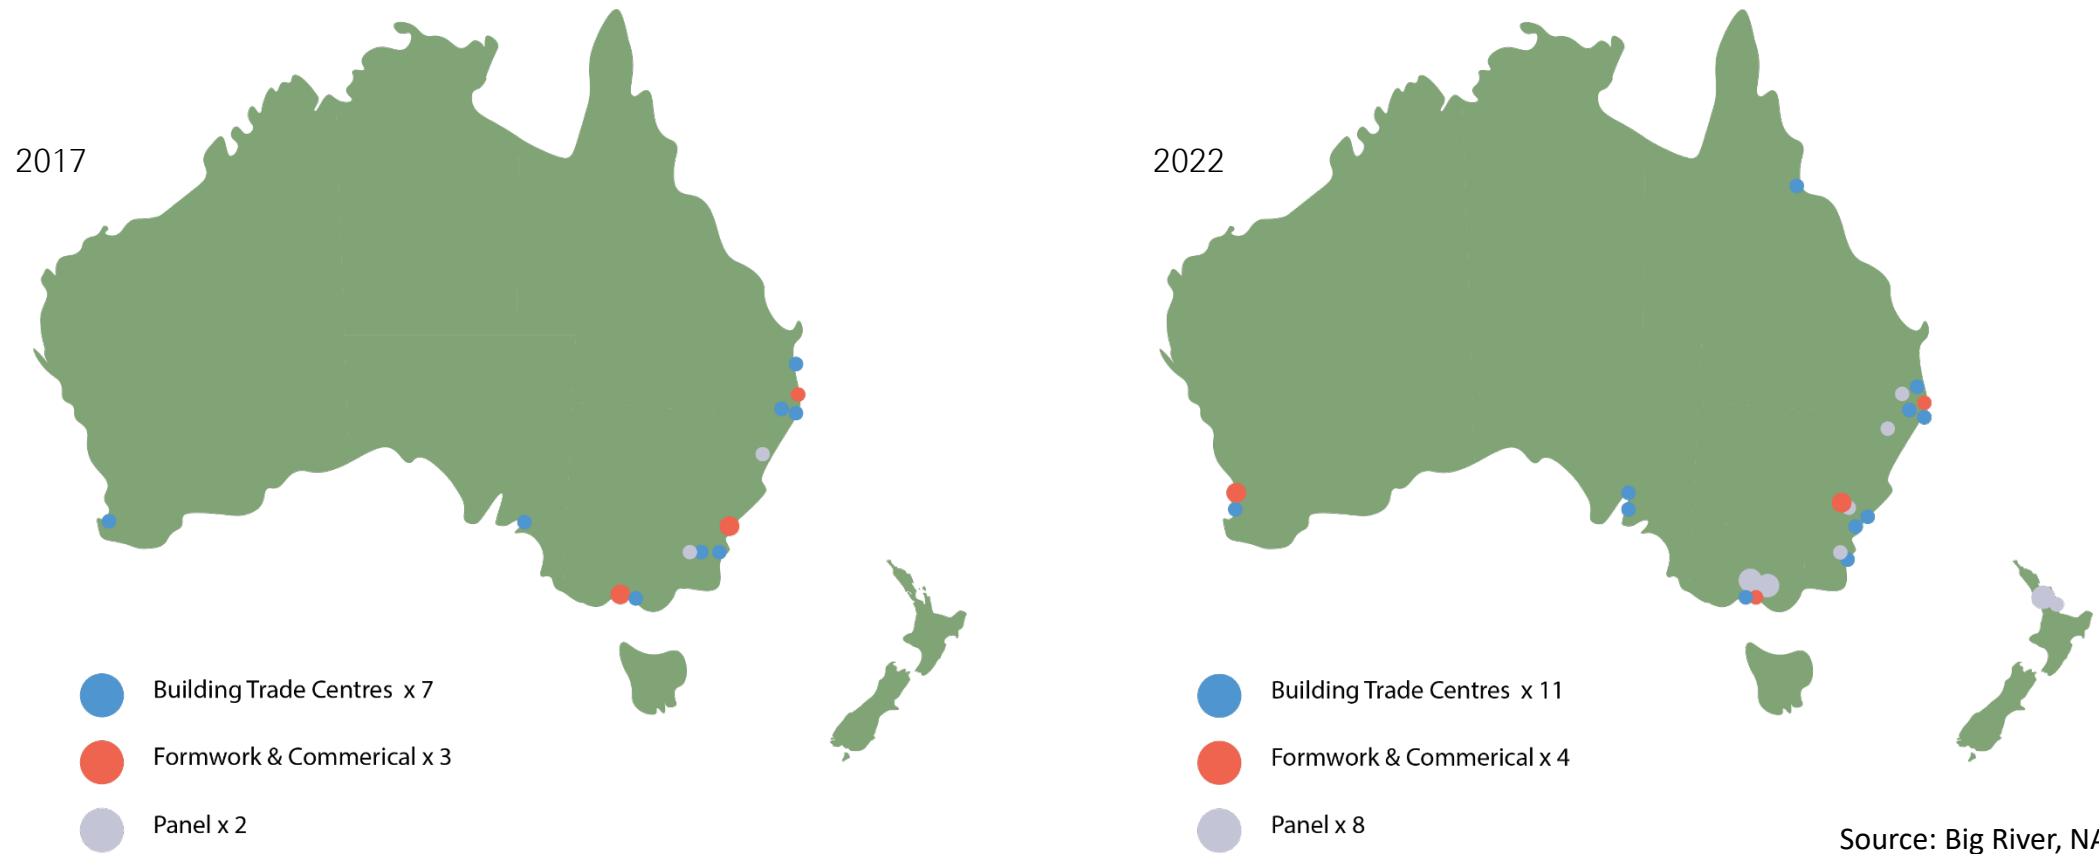 2017
Building Trade Centres x 7
Formwork & Commerical x 3
Panel x 2
2022
Building Trade Centres x 11
Formwork & Commerical x 4
Panel x 8
Source: Big River, NA